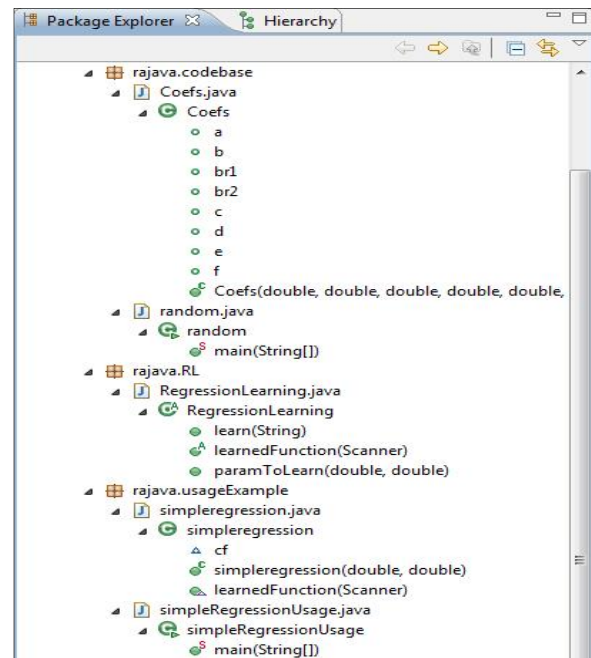 Package Explorer Hierarchy
rajava.codebase
Coefs.java
Coefs
a
b
br1
br2
c
d
e
f
Coefs(double, double, double, double, double,
random.java
random
main(String[])
rajava.RL
RegressionLearning.java
RegressionLearning
learn(String)
learnedFunction(Scanner)
paramToLearn(double, double)
rajava.usageExample
simpleregression.java
simpleregression
cf
simpleregression(double, double)
learnedFunction(Scanner)
simpleRegressionUsage.java
simpleRegressionUsage
main(String[])